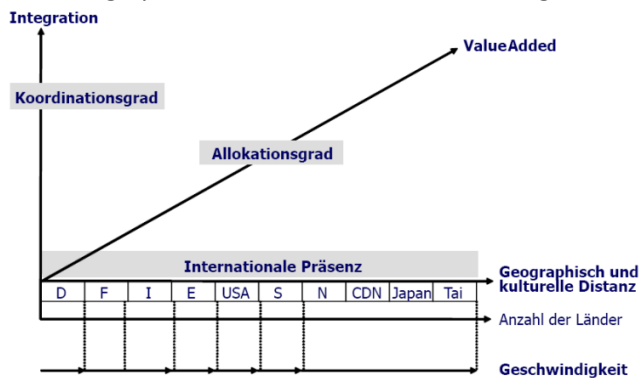 Integration
ValueAdded
Koordinationsgrad
Allokationsgrad
Internationale Präsenz
Geographisch und
kulturelle Distanz
D F I E USA S N CDN Japan Tai
Anzahl der Länder
Geschwindigkeit